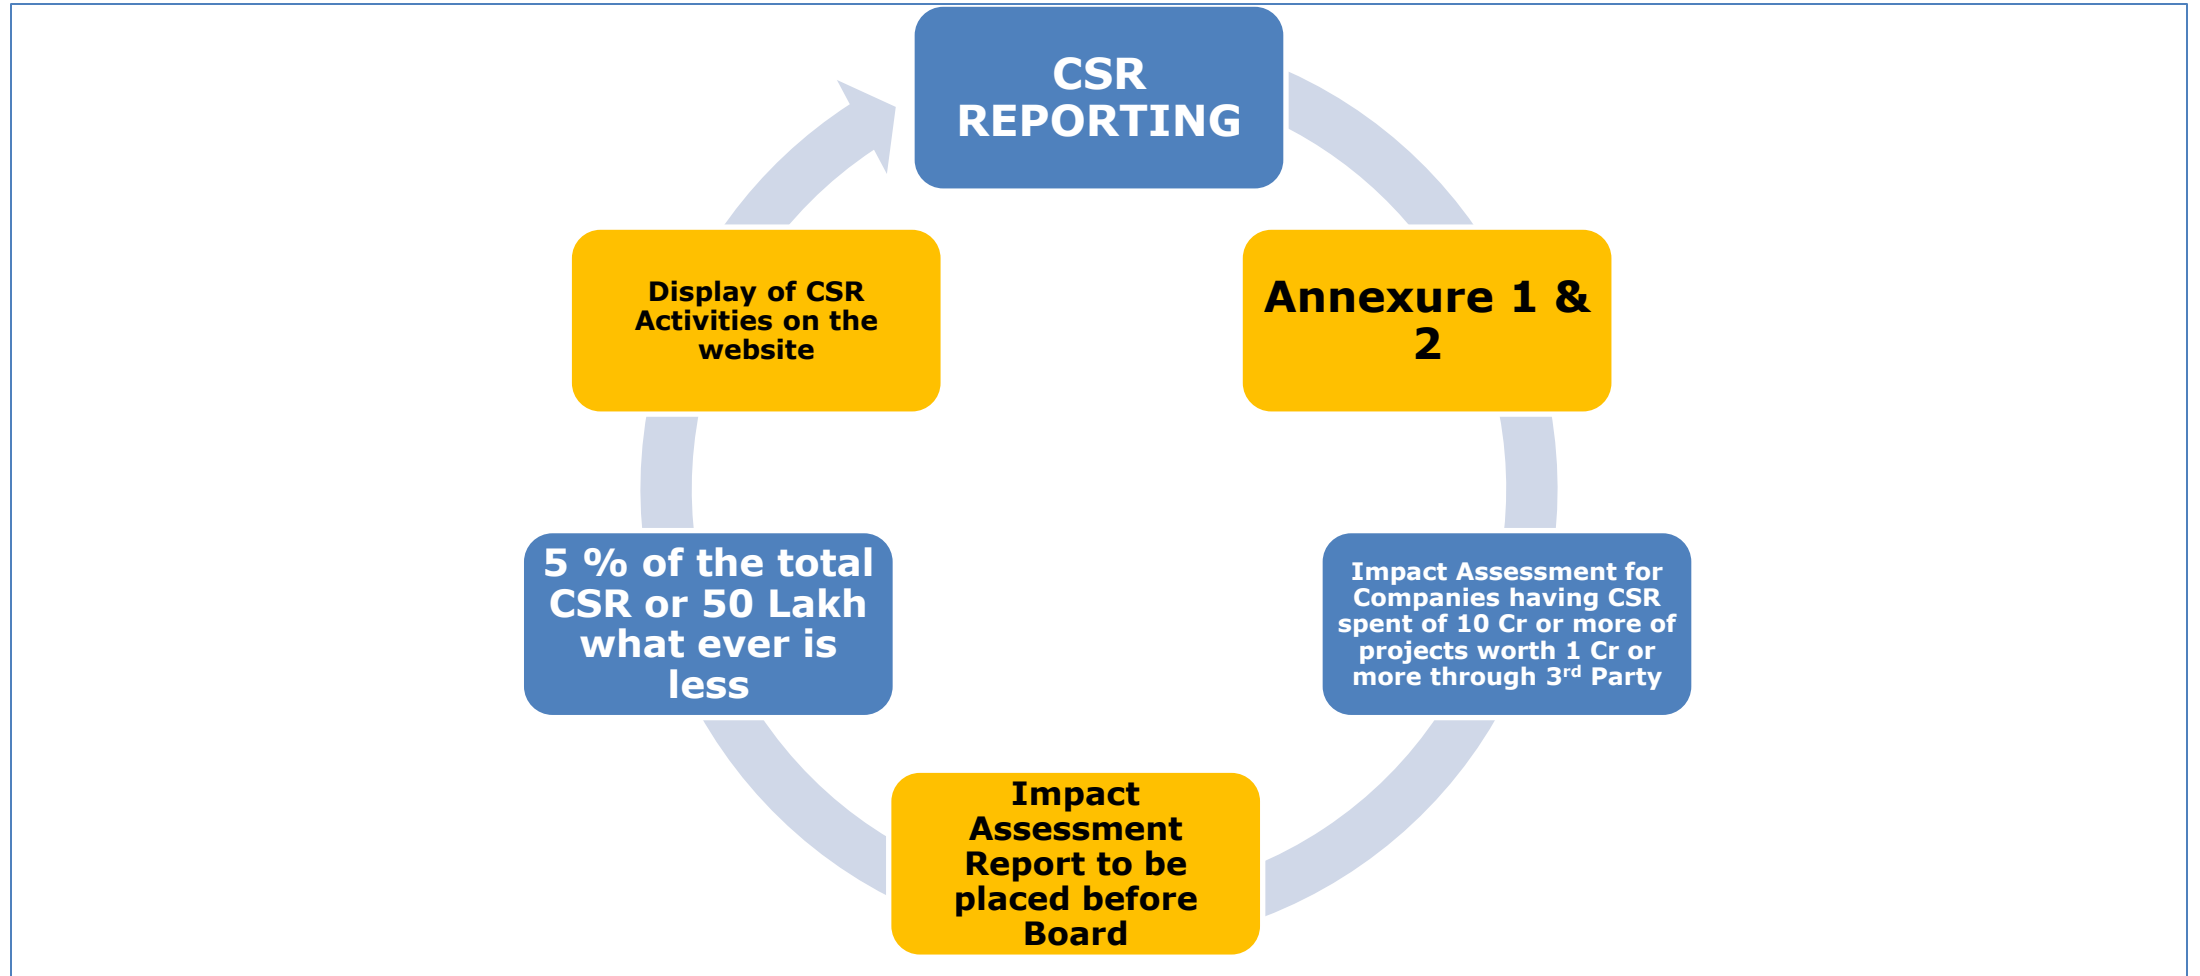 CSR
REPORTING
Annexure 1 &
2
Impact Assessment for
Companies having CSR
spent of 10 Cr or more of
projects worth 1 Cr or
more through 3rd Party
Impact
Assessment
Report to be
placed before
Board
5 % of the total
CSR or 50 Lakh
what ever is
less
Display of CSR
Activities on the
website